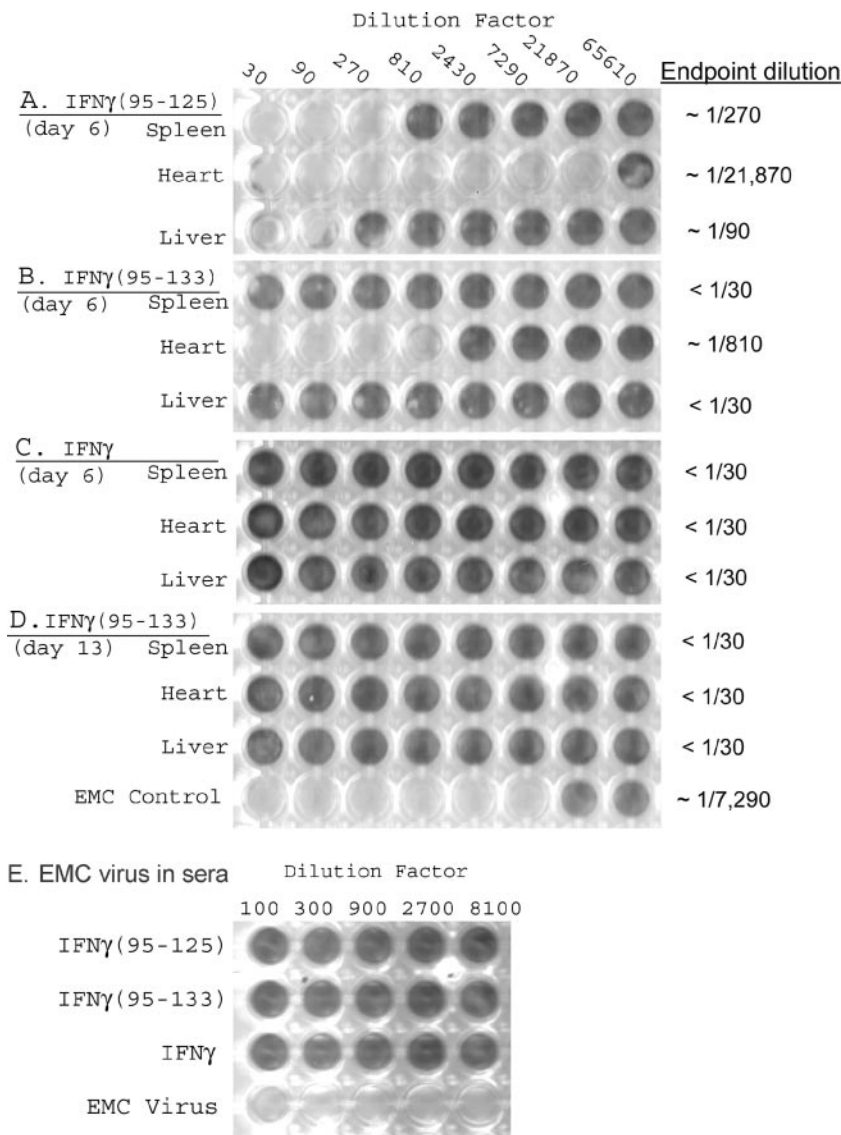 Dilution Factor
30 90 270 810 2430 7290 21870 65610
Endpoint dilution
A. IFNγ(95-125)
(day 6) Spleen ~ 1/270
Heart ~ 1/21,870
Liver ~ 1/90
B. IFNγ(95-133)
(day 6) Spleen < 1/30
Heart ~ 1/810
Liver < 1/30
C. IFNγ
(day 6) Spleen < 1/30
Heart < 1/30
Liver < 1/30
D. IFNγ(95-133)
(day 13) Spleen < 1/30
Heart < 1/30
Liver < 1/30
EMC Control ~ 1/7,290
E. EMC virus in sera Dilution Factor
100 300 900 2700 8100
IFNγ(95-125)
IFNγ(95-133)
IFNγ
EMC Virus